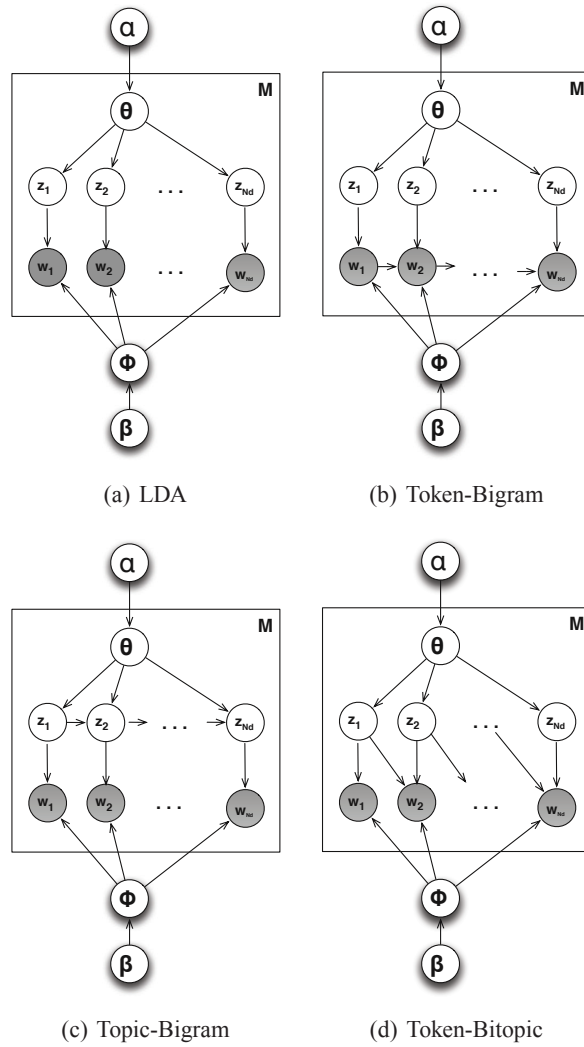 α
M
θ
z1 z2 . . . zNd
w1 w2 . . . wNd
Φ
β
(a) LDA
α
M
θ
z1 z2 . . . zNd
w1 w2 . . . wNd
Φ
β
(b) Token-Bigram
α
M
θ
z1 z2 . . . zNd
w1 w2 . . . wNd
Φ
β
(c) Topic-Bigram
α
M
θ
z1 z2 . . . zNd
w1 w2 . . . wNd
Φ
β
(d) Token-Bitopic